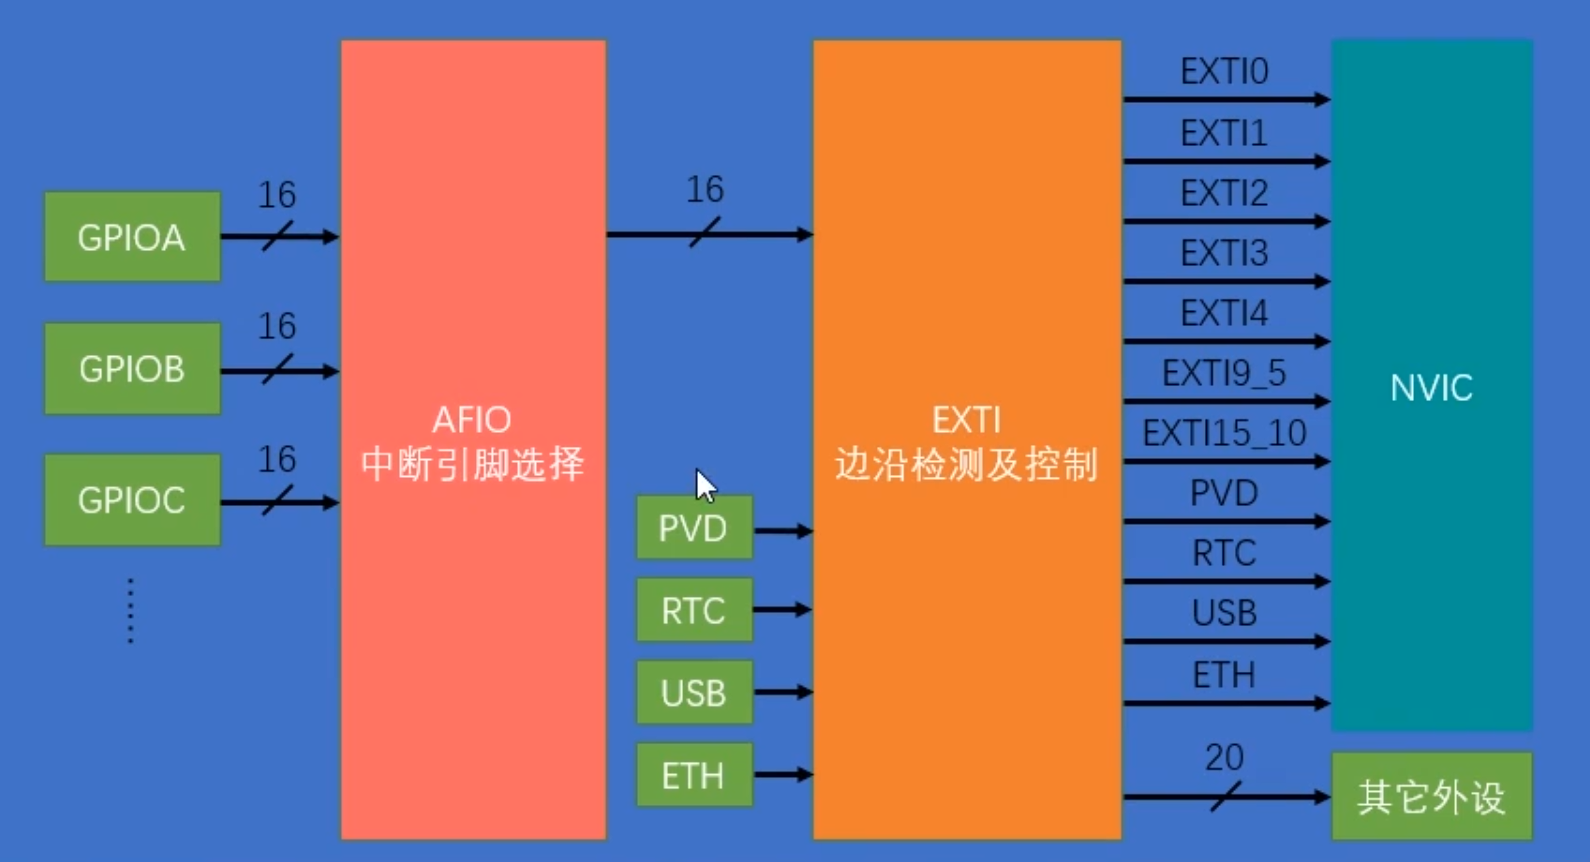 16
GPIOA
16
GPIOB
16
GPIOC
AFIO
中断引脚选择
16
PVD
RTC
USB
ETH
EXTI
边沿检测及控制
EXTI0
EXTI1
EXTI2
EXTI3
EXTI4
EXTI9_5
EXTI15_10
PVD
RTC
USB
ETH
20
NVIC
其它外设